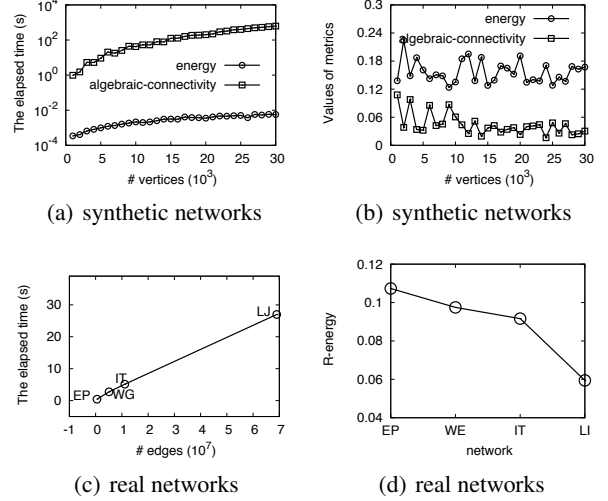 The elapsed time (s)
10^4
10^2
10^0
10^-2
10^-4
energy
algebraic-connectivity
0 5 10 15 20 25 30
# vertices (10^3)
(a) synthetic networks
Values of metrics
0.3
0.24
0.18
0.12
0.06
0
energy
algebraic-connectivity
0 5 10 15 20 25 30
# vertices (10^3)
(b) synthetic networks
The elapsed time (s)
30
20
10
0
EP
WG
IT
LJ
-1 0 1 2 3 4 5 6 7
# edges (10^7)
(c) real networks
R-energy
0.12
0.1
0.08
0.06
0.04
EP WE IT LI
network
(d) real networks